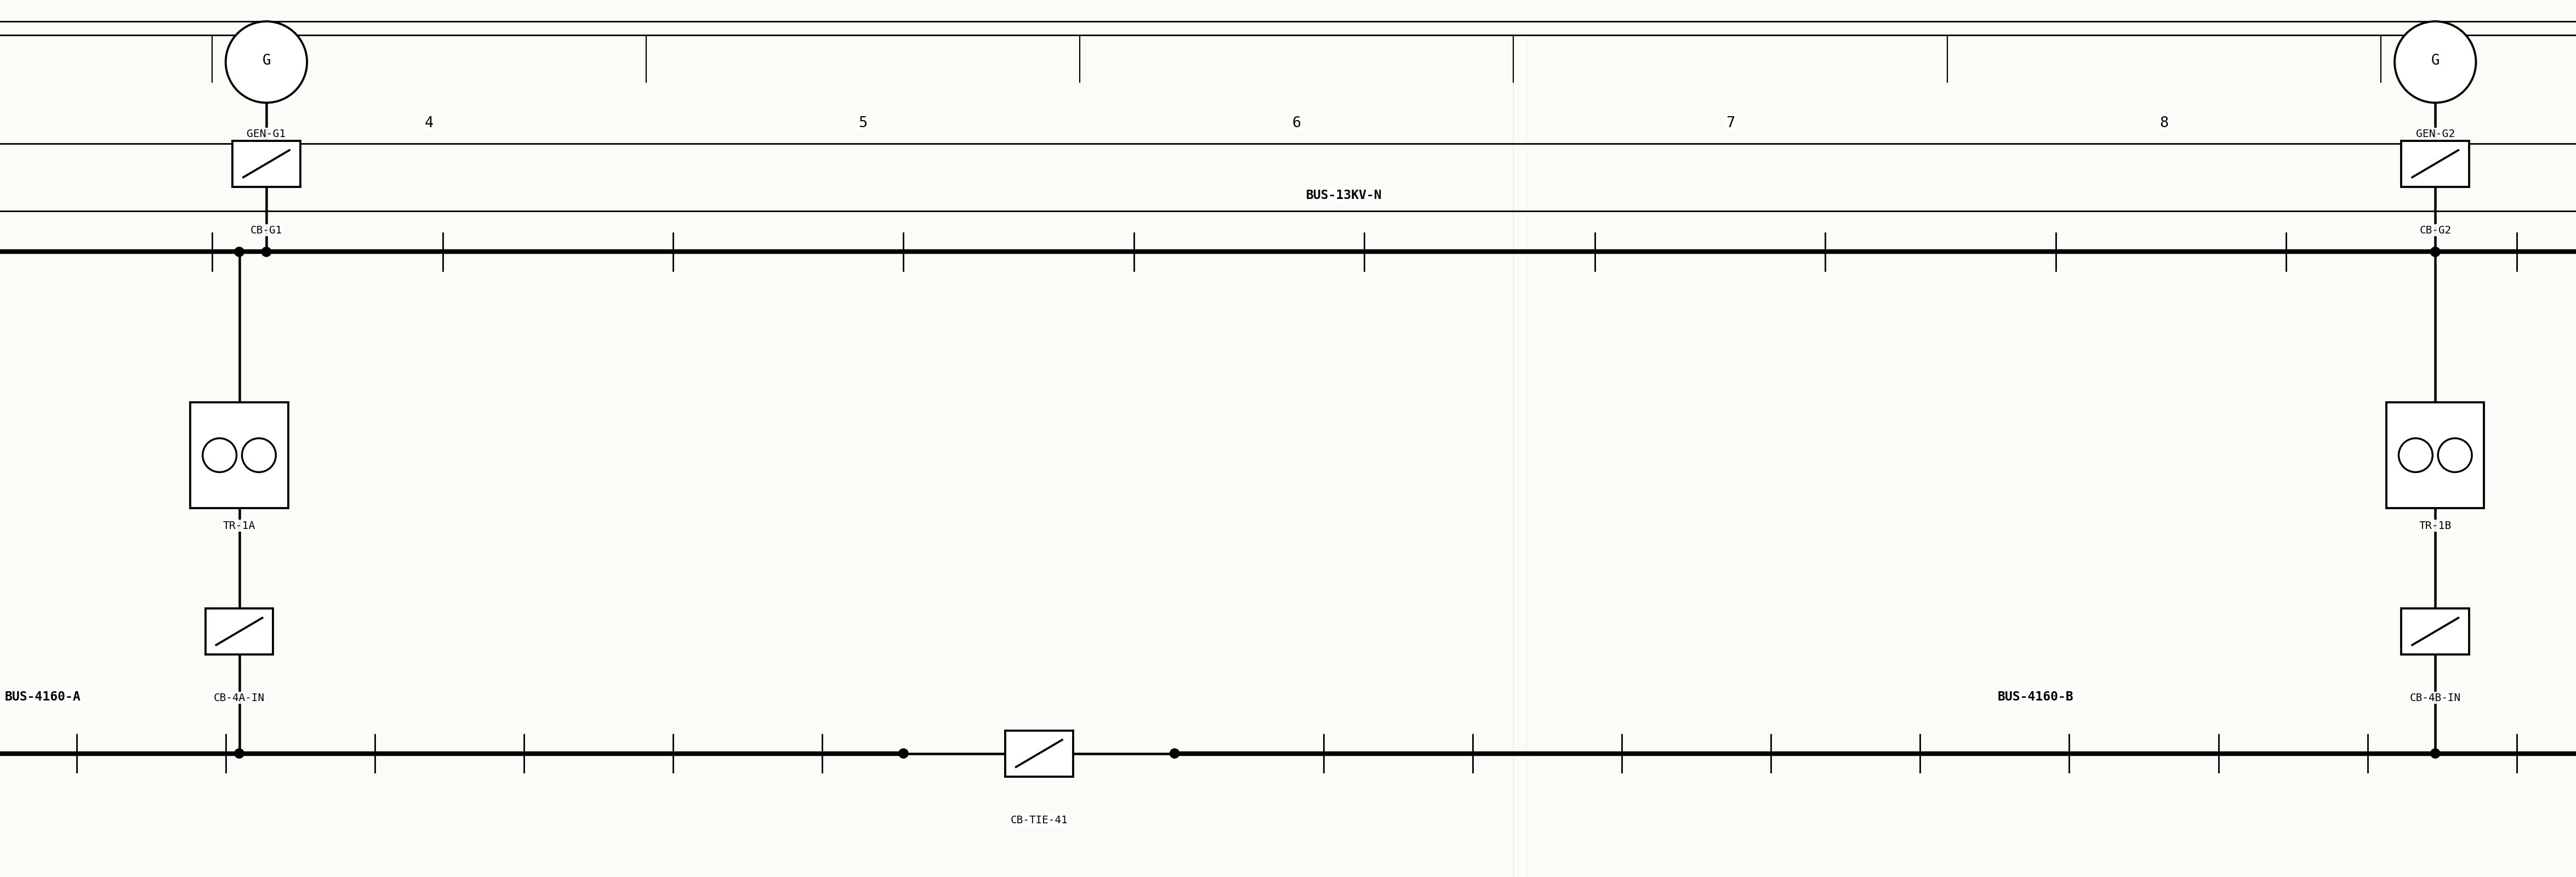 G
G
4
5
6
7
8
GEN-G1
GEN-G2
BUS-13KV-N
CB-G1
CB-G2
TR-1A
TR-1B
BUS-4160-A
CB-4A-IN
BUS-4160-B
CB-4B-IN
CB-TIE-41